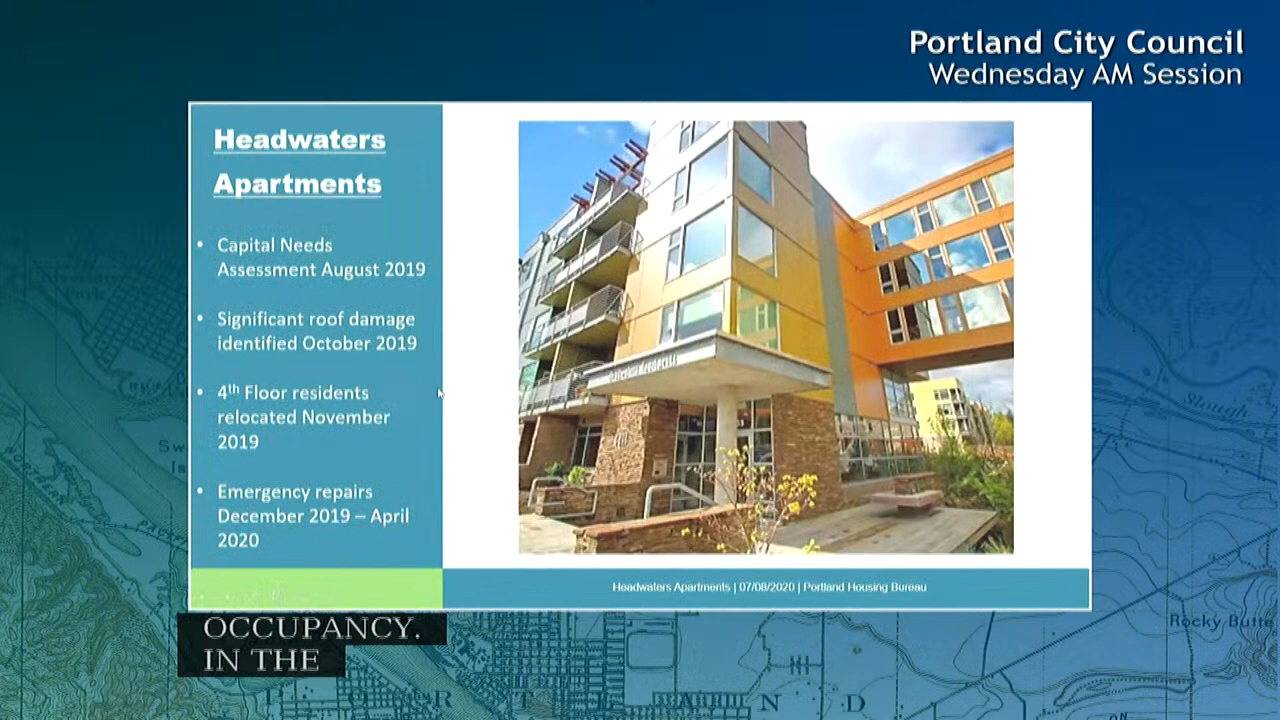 Portland City Council
Wednesday AM Session
Headwaters
Apartments
• Capital Needs
Assessment August 2019
• Significant roof damage
identified October 2019
• 4th Floor residents
relocated November
2019
• Emergency repairs
December 2019 – April
2020
Headwaters Apartments | 07/08/2020 | Portland Housing Bureau
OCCUPANCY.
IN THE
Slough
Rocky Butte
P O R T L A N D